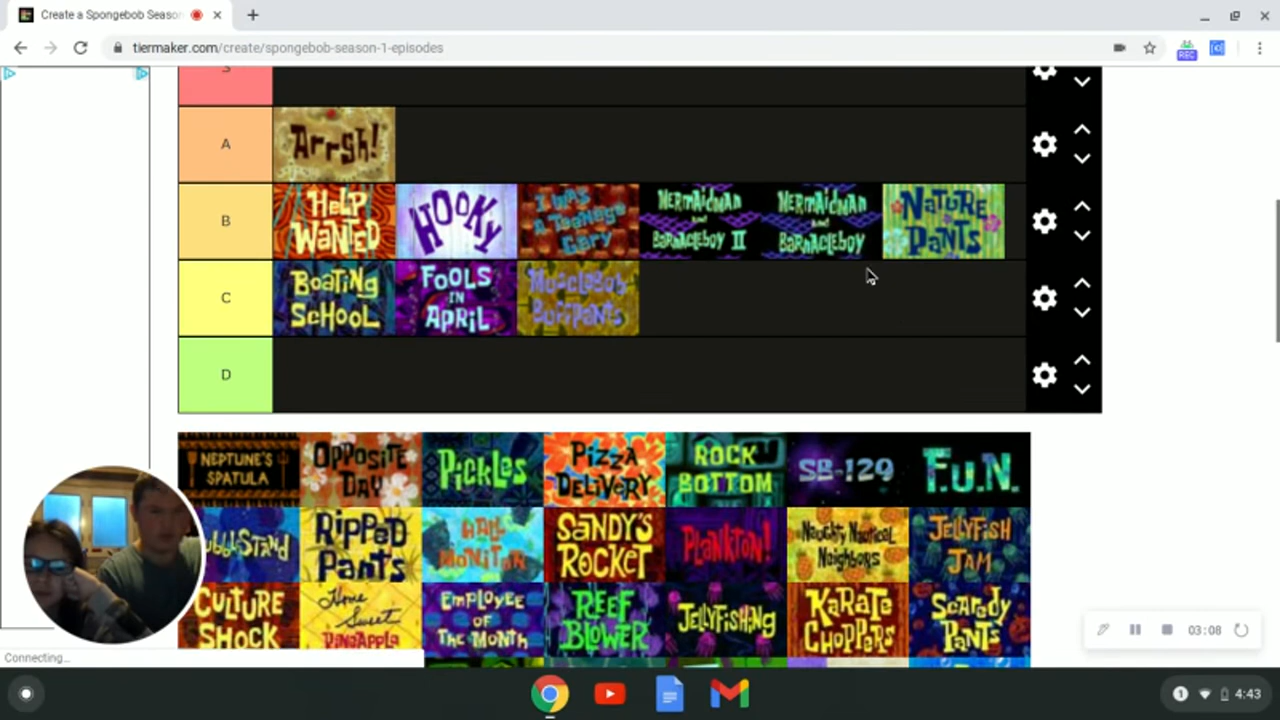 Create a Spongebob Season
tiermaker.com/create/spongebob-season-1-episodes
REC
S
A
Arrgh!
B
HELP WANTED
HOOKY
I WAS A TEENAGE GARY
MERMAIDMAN AND BARNACLEBOY II
MERMAIDMAN AND BARNACLEBOY
NATURE PANTS
C
BOATING SCHOOL
FOOLS IN APRIL
MUSCLEBOB BUFFPANTS
D
NEPTUNE'S SPATULA
OPPOSITE DAY
PICKLES
PIZZA DELIVERY
ROCK BOTTOM
SB-129
F.U.N.
RIPPED PANTS
HALL MONITOR
SANDY'S ROCKET
PLANKTON!
Naughty Nautical Neighbors
JELLYFISH JAM
CULTURE SHOCK
Home Sweet PINEAPPLE
EMPLOYEE OF THE MONTH
REEF BLOWER
JELLYFISHING
KARATE CHOPPERS
SCAREDY PANTS
03:08
Connecting...
1
4:43